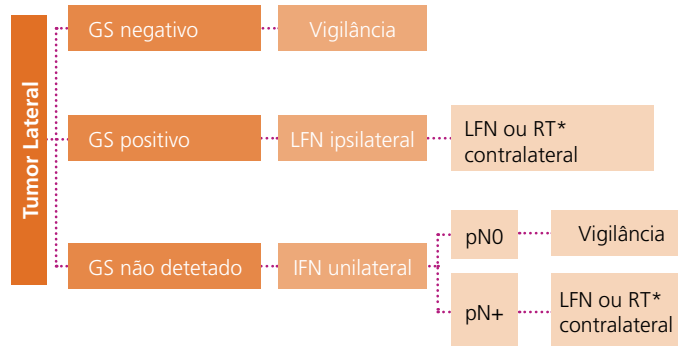 Tumor Lateral
GS negativo
Vigilância
GS positivo
LFN ipsilateral
LFN ou RT*
contralateral
GS não detetado
IFN unilateral
pN0
Vigilância
pN+
LFN ou RT*
contralateral